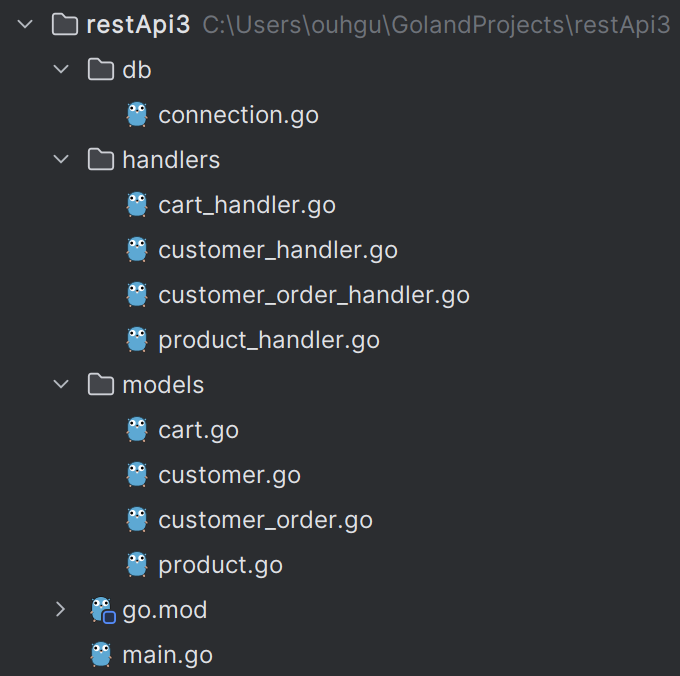 restApi3 C:\Users\ouhgu\GolandProjects\restApi3
db
connection.go
handlers
cart_handler.go
customer_handler.go
customer_order_handler.go
product_handler.go
models
cart.go
customer.go
customer_order.go
product.go
go.mod
main.go